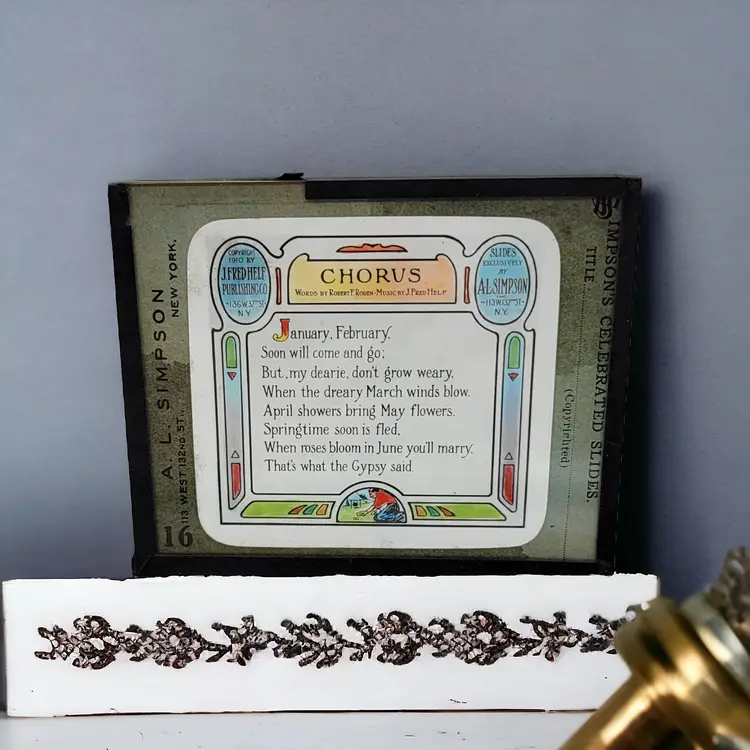 COPYRIGHT
1910 BY
J. FRED HELF
PUBLISHING CO.
~136 W.37TH ST~
N.Y.
CHORUS
WORDS BY ROBERT F. RODEN - MUSIC BY J. FRED HELF
SLIDES
EXCLUSIVELY
BY
A.L. SIMPSON
~113 W. 132ND ST~
N.Y.
January, February,
Soon will come and go;
But, my dearie, don't grow weary,
When the dreary March winds blow.
April showers bring May flowers.
Springtime soon is fled,
When roses bloom in June you'll marry.
That's what the Gypsy said.
A. L. SIMPSON
113 WEST 132ND ST., NEW YORK.
16
SIMPSON'S CELEBRATED SLIDES.
TITLE
(Copyrighted)